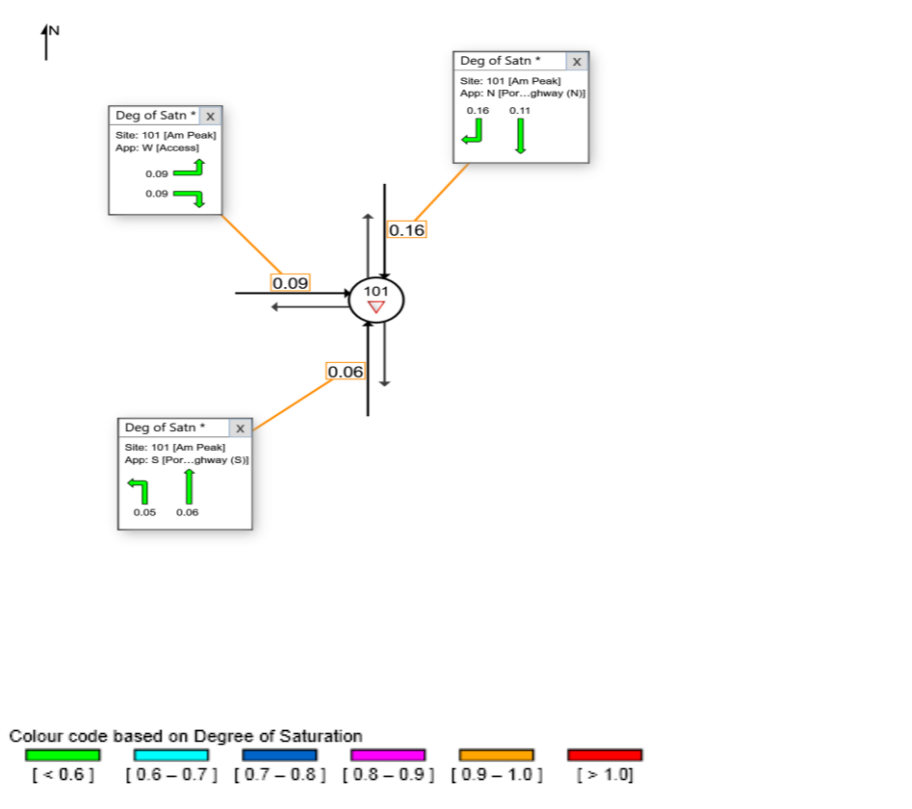 N
Deg of Satn * x
Site: 101 [Am Peak]
App: N [Por...ghway (N)]
0.16 0.11
Deg of Satn * x
Site: 101 [Am Peak]
App: W [Access]
0.09
0.09
0.16
0.09
101
0.06
Deg of Satn * x
Site: 101 [Am Peak]
App: S [Por...ghway (S)]
0.05 0.06
Colour code based on Degree of Saturation
[ < 0.6 ] [ 0.6 – 0.7 ] [ 0.7 – 0.8 ] [ 0.8 – 0.9 ] [ 0.9 – 1.0 ] [ > 1.0]